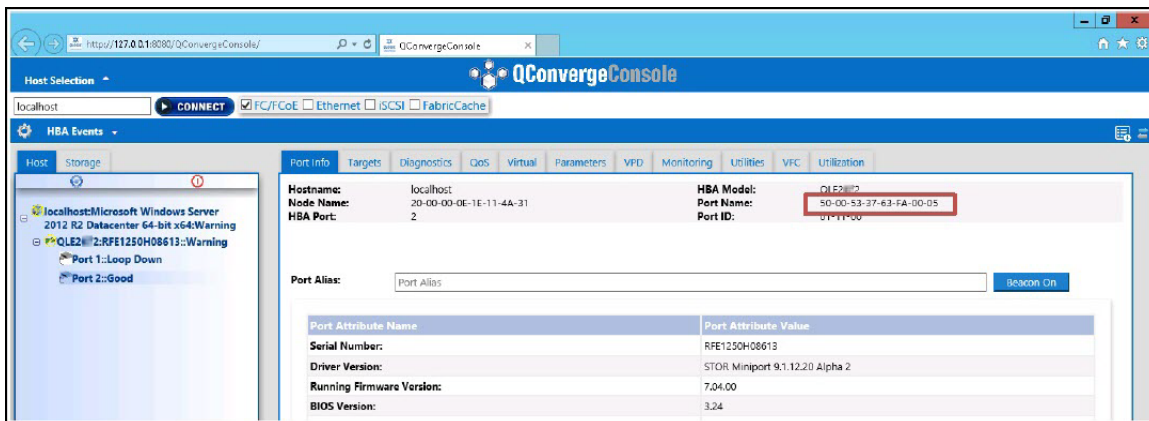 http://127.0.0.1:8080/QConvergeConsole/
QConvergeConsole
Host Selection
QConvergeConsole
localhost
CONNECT
FC/FCoE Ethernet iSCSI FabricCache
HBA Events
Host Storage
Port Info Targets Diagnostics QoS Virtual Parameters VPD Monitoring Utilities VFC Utilization
localhost:Microsoft Windows Server
2012 R2 Datacenter 64-bit x64:Warning
2:RFE1250H08613::Warning
Port 1::Loop Down
Port 2::Good
Hostname: localhost HBA Model:
Node Name: 20-00-00-0E-1E-11-4A-31 Port Name: 50-00-53-37-63-FA-00-05
HBA Port: 2 Port ID: 01-11-00
Port Alias: Port Alias Beacon On
Port Attribute Name Port Attribute Value
Serial Number: RFE1250H08613
Driver Version: STOR Miniport 9.1.12.20 Alpha 2
Running Firmware Version: 7.04.00
BIOS Version: 3.24